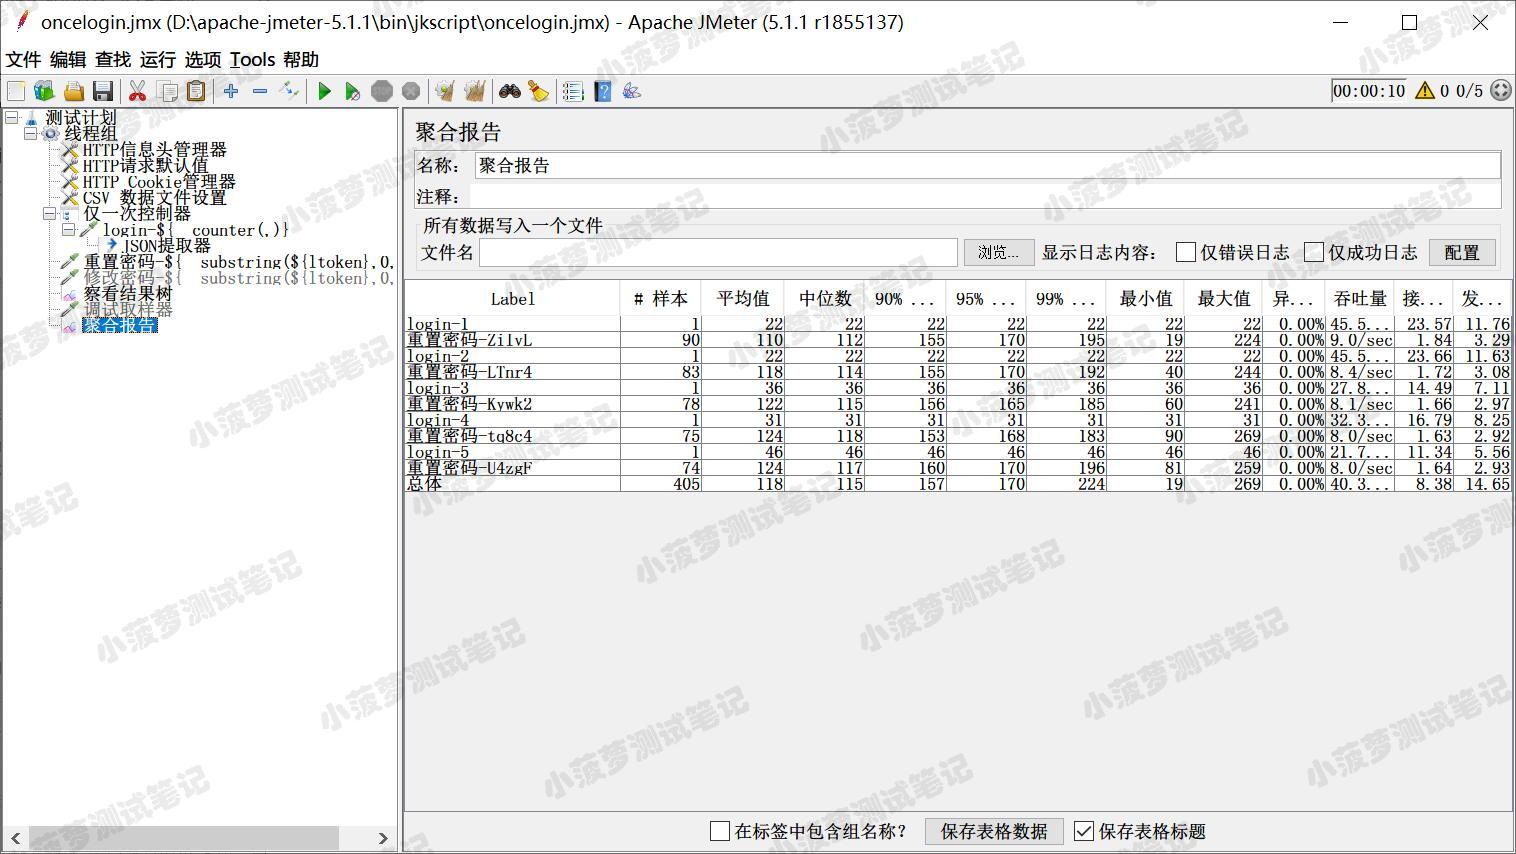 oncelogin.jmx (D:\apache-jmeter-5.1.1\bin\jkscript\oncelogin.jmx) - Apache JMeter (5.1.1 r1855137)
文件 编辑 查找 运行 选项 Tools 帮助
00:00:10 0 0/5
测试计划
线程组
HTTP信息头管理器
HTTP请求默认值
HTTP Cookie管理器
CSV 数据文件设置
仅一次控制器
login-${__counter(,)}
JSON提取器
重置密码-${__substring(${ltoken},0,
修改密码-${__substring(${ltoken},0,
察看结果树
调试取样器
聚合报告
聚合报告
名称： 聚合报告
注释：
所有数据写入一个文件
文件名 浏览... 显示日志内容： 仅错误日志 仅成功日志 配置
Label # 样本 平均值 中位数 90% ... 95% ... 99% ... 最小值 最大值 异... 吞吐量 接... 发...
login-1 1 22 22 22 22 22 22 22 0.00% 45.5... 23.57 11.76
重置密码-ZiIvL 90 110 112 155 170 195 19 224 0.00% 9.0/sec 1.84 3.29
login-2 1 22 22 22 22 22 22 22 0.00% 45.5... 23.66 11.63
重置密码-LTnr4 83 118 114 155 170 192 40 244 0.00% 8.4/sec 1.72 3.08
login-3 1 36 36 36 36 36 36 36 0.00% 27.8... 14.49 7.11
重置密码-Kywk2 78 122 115 156 165 185 60 241 0.00% 8.1/sec 1.66 2.97
login-4 1 31 31 31 31 31 31 31 0.00% 32.3... 16.79 8.25
重置密码-tq8c4 75 124 118 153 168 183 90 269 0.00% 8.0/sec 1.63 2.92
login-5 1 46 46 46 46 46 46 46 0.00% 21.7... 11.34 5.56
重置密码-U4zgF 74 124 117 160 170 196 81 259 0.00% 8.0/sec 1.64 2.93
总体 405 118 115 157 170 224 19 269 0.00% 40.3... 8.38 14.65
在标签中包含组名称？ 保存表格数据 保存表格标题
小菠萝测试笔记